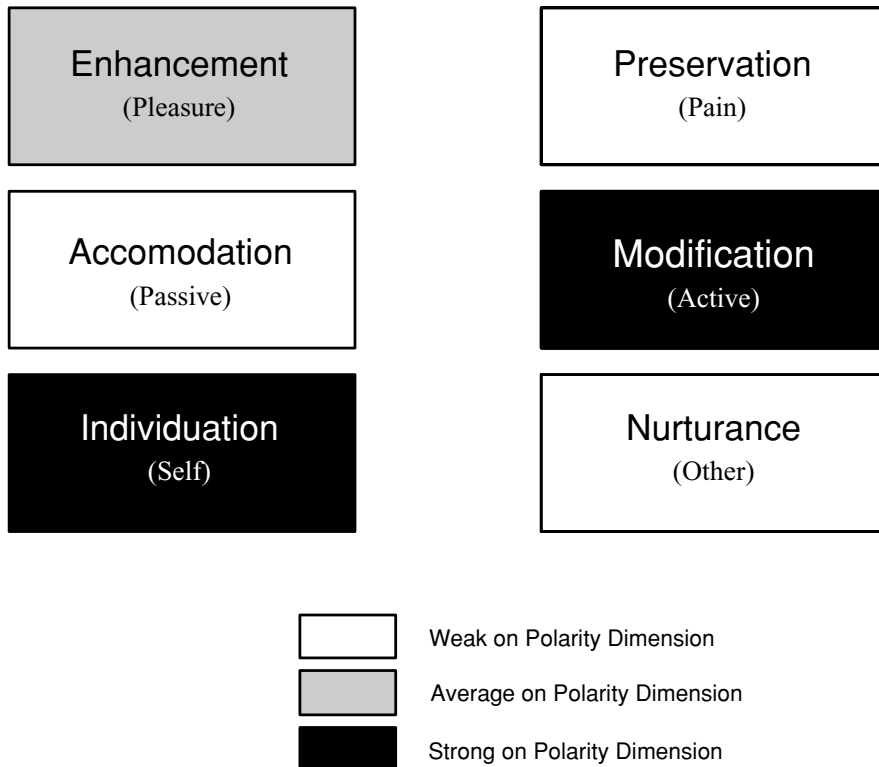 Enhancement
(Pleasure)
Preservation
(Pain)
Accomodation
(Passive)
Modification
(Active)
Individuation
(Self)
Nurturance
(Other)
Weak on Polarity Dimension
Average on Polarity Dimension
Strong on Polarity Dimension